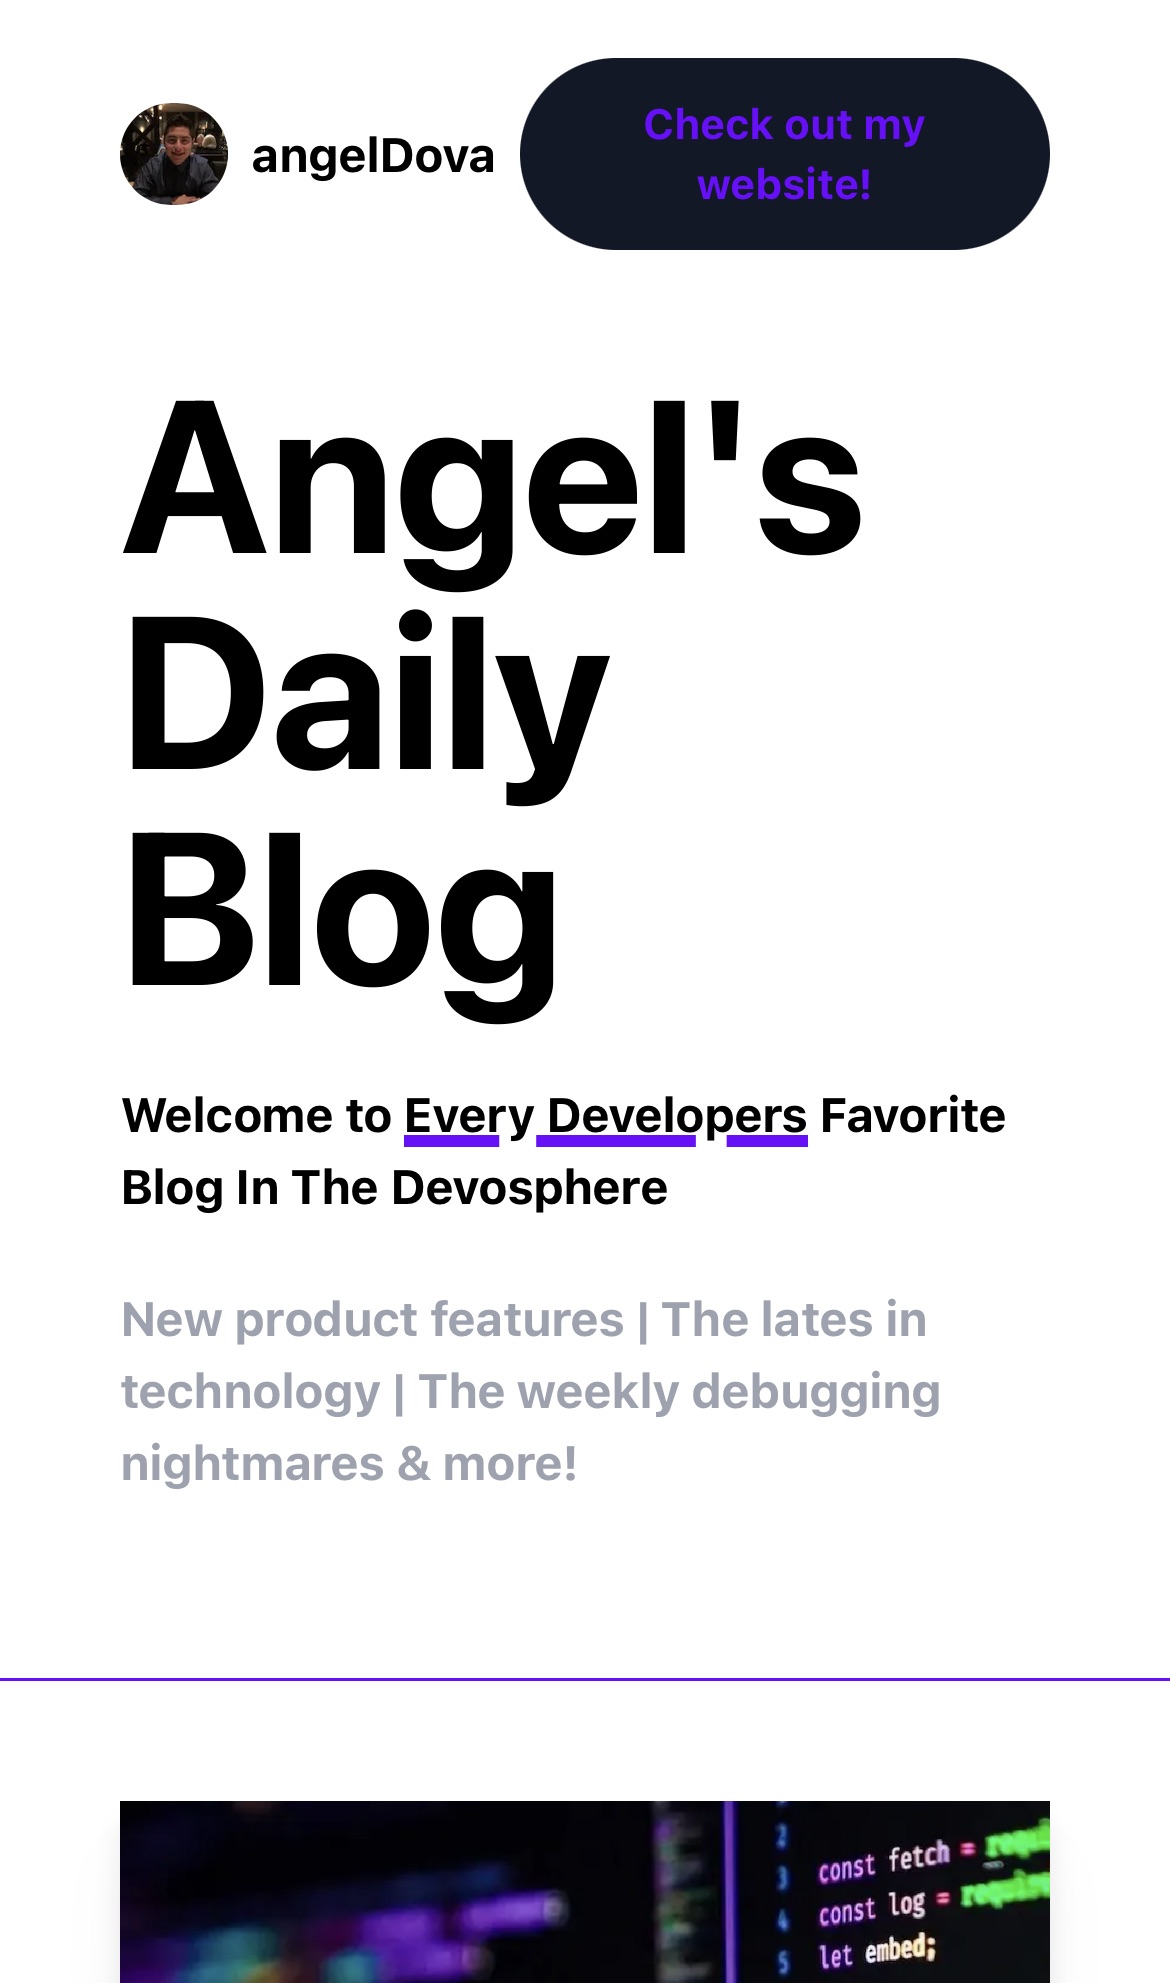 angelDova
Check out my
website!
Angel's
Daily
Blog
Welcome to Every Developers Favorite
Blog In The Devosphere
New product features | The lates in
technology | The weekly debugging
nightmares & more!
2
3 const fetch =
4 const log = require
5 let embed;